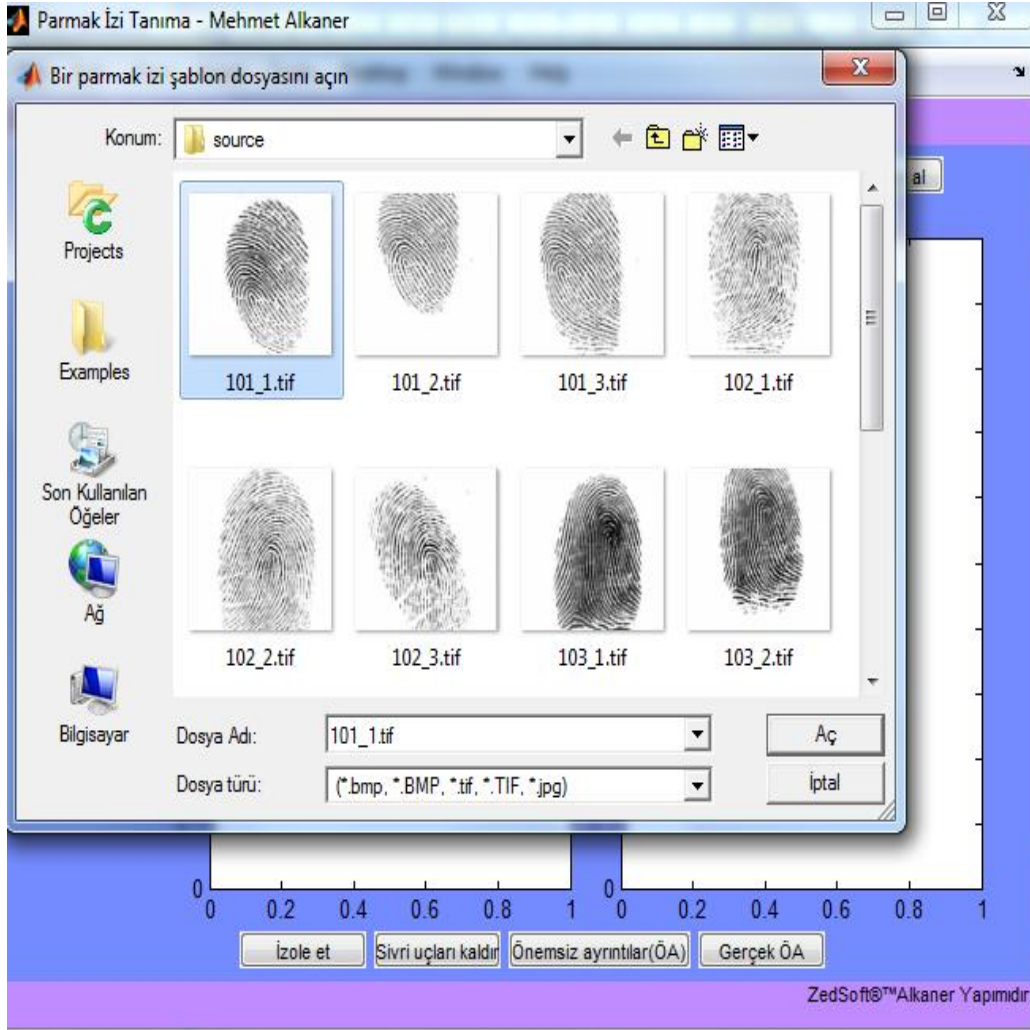 Parmak İzi Tanıma - Mehmet Alkaner
Bir parmak izi şablon dosyasını açın
Konum:
source
al
Projects
Examples
Son Kullanılan
Öğeler
Ağ
Bilgisayar
101_1.tif
101_2.tif
101_3.tif
102_1.tif
102_2.tif
102_3.tif
103_1.tif
103_2.tif
Dosya Adı:
101_1.tif
Aç
Dosya türü:
(*.bmp, *.BMP, *.tif, *.TIF, *.jpg)
İptal
0
0 0.2 0.4 0.6 0.8 1
0
0 0.2 0.4 0.6 0.8 1
İzole et
Sivri uçları kaldır
Önemsiz ayrıntılar(ÖA)
Gerçek ÖA
ZedSoft®™Alkaner Yapımıdır